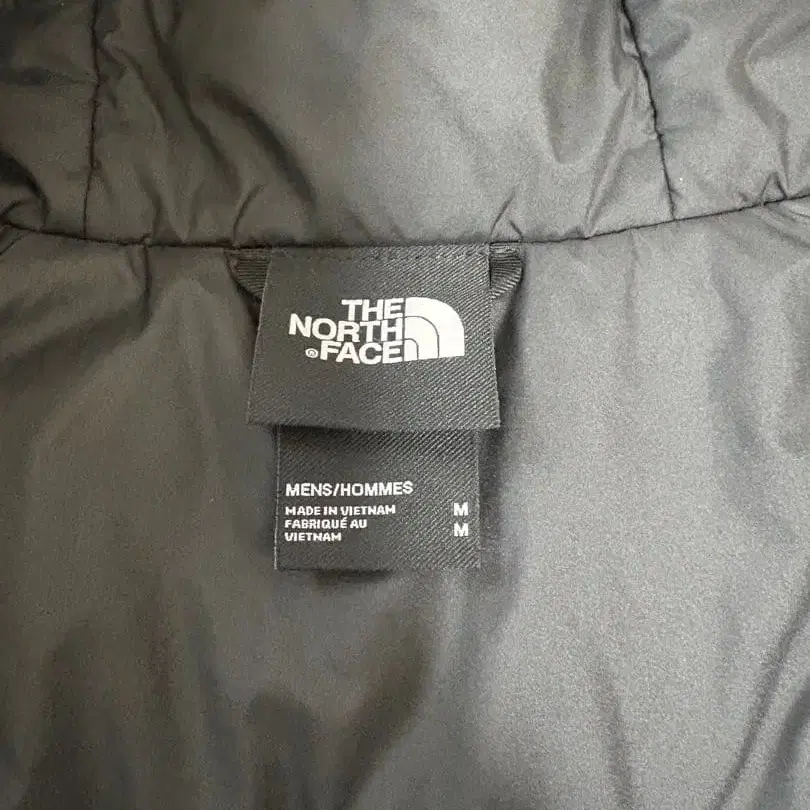 THE
NORTH
®FACE
MENS/HOMMES
MADE IN VIETNAM M
FABRIQUÉ AU M
VIETNAM